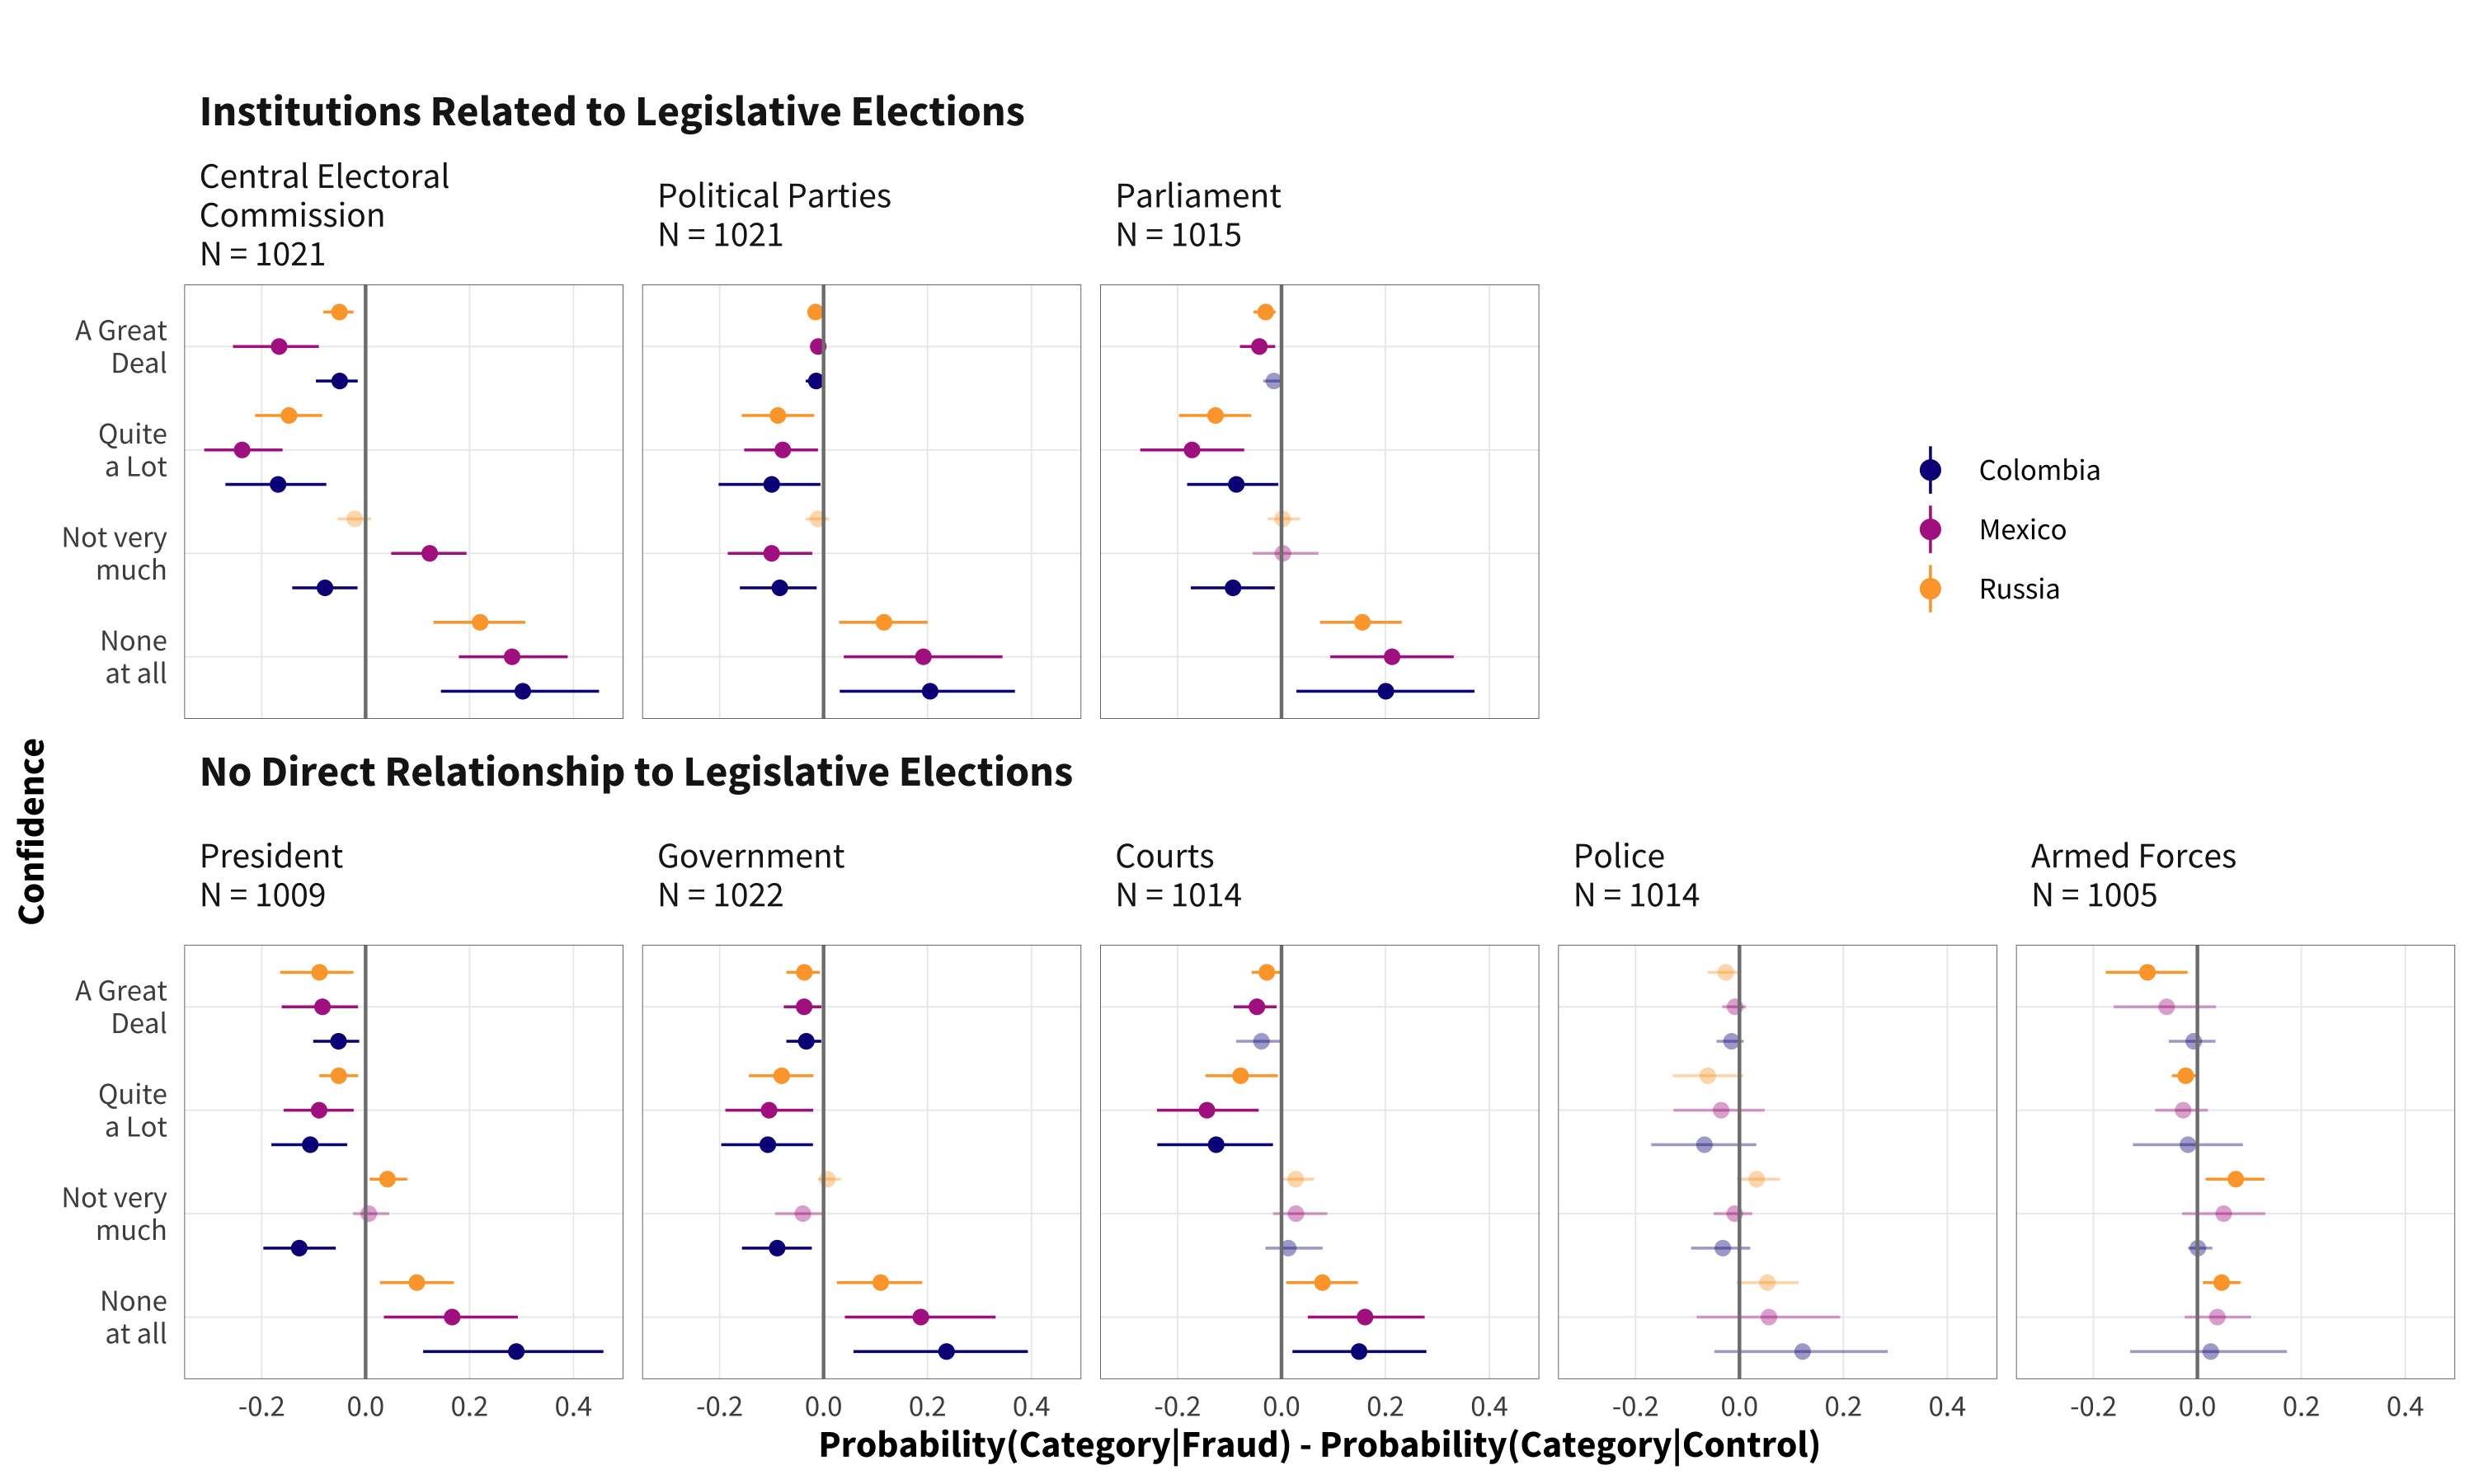 Institutions Related to Legislative Elections
Central Electoral
Commission
N = 1021
Political Parties
N = 1021
Parliament
N = 1015
A Great
Deal
Quite
a Lot
Not very
much
None
at all
Colombia
Mexico
Russia
Confidence
No Direct Relationship to Legislative Elections
President
N = 1009
Government
N = 1022
Courts
N = 1014
Police
N = 1014
Armed Forces
N = 1005
A Great
Deal
Quite
a Lot
Not very
much
None
at all
-0.2 0.0 0.2 0.4
-0.2 0.0 0.2 0.4
-0.2 0.0 0.2 0.4
-0.2 0.0 0.2 0.4
-0.2 0.0 0.2 0.4
Probability(Category|Fraud) - Probability(Category|Control)